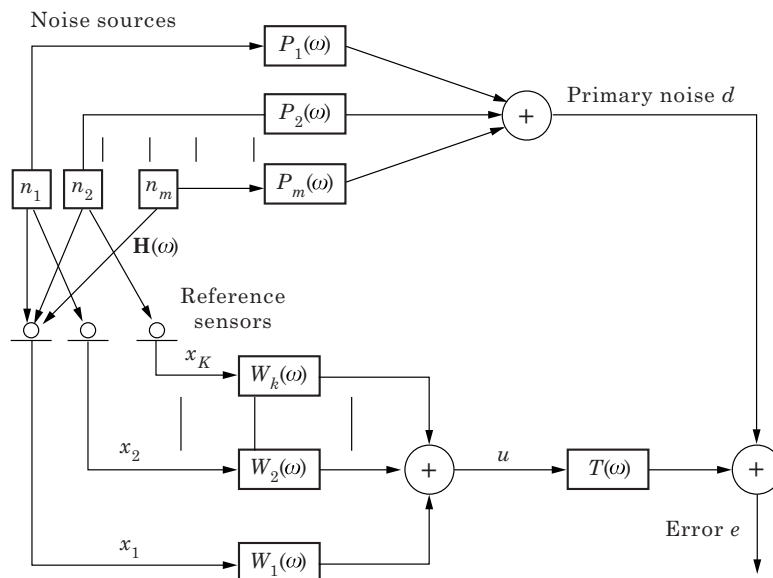 Noise sources
P1(ω)
P2(ω)
Primary noise d
+
n1 n2 nm
Pm(ω)
H(ω)
Reference
sensors
xK
Wk(ω)
x2
W2(ω)
+
u
T(ω)
+
Error e
x1
W1(ω)